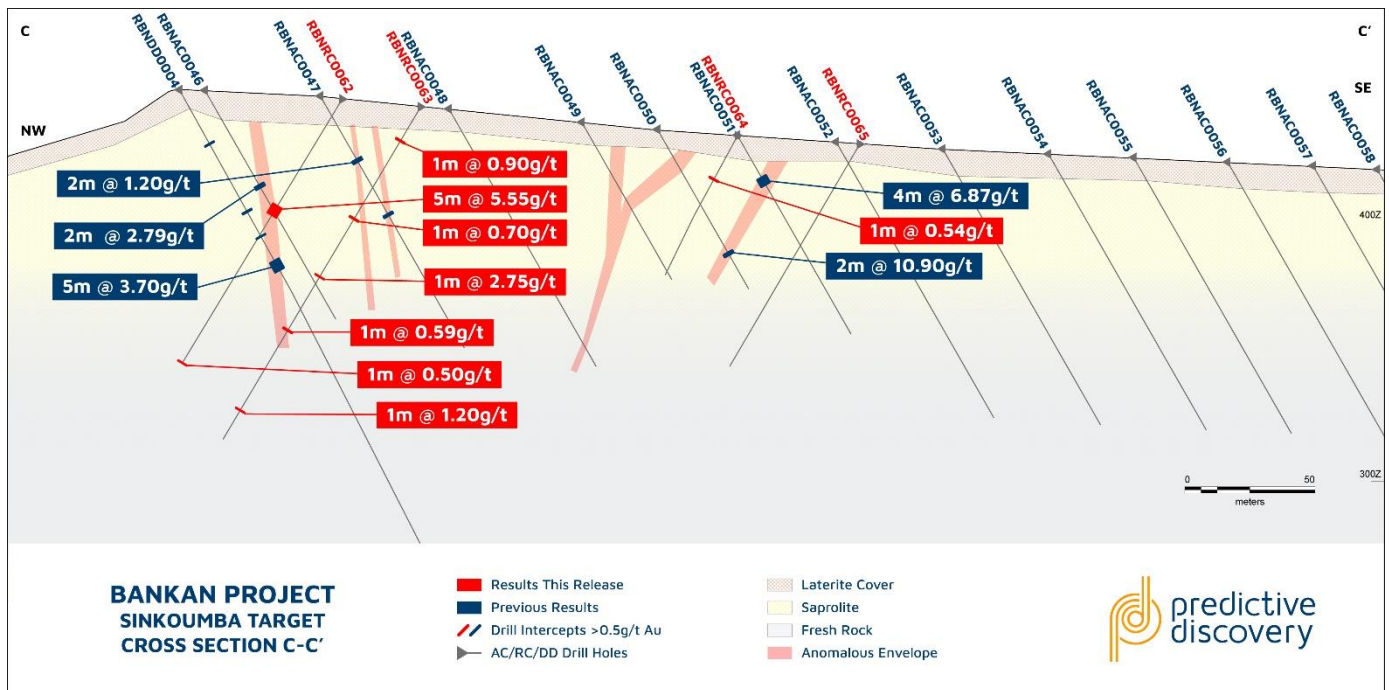 C
C’
RBNDD0004
RBNAC0046
RBNAC0047
RBNRC0062
RBNRC0063
RBNAC0048
RBNAC0049
RBNAC0050
RBNAC0051
RBNRC0064
RBNAC0052
RBNRC0065
RBNAC0053
RBNAC0054
RBNAC0055
RBNAC0056
RBNAC0057
RBNAC0058
NW
SE
2m @ 1.20g/t
2m @ 2.79g/t
5m @ 3.70g/t
1m @ 0.90g/t
5m @ 5.55g/t
1m @ 0.70g/t
1m @ 2.75g/t
1m @ 0.59g/t
1m @ 0.50g/t
1m @ 1.20g/t
4m @ 6.87g/t
1m @ 0.54g/t
2m @ 10.90g/t
400Z
300Z
0 50
meters
BANKAN PROJECT
SINKOUMBA TARGET
CROSS SECTION C-C’
Results This Release
Previous Results
Drill Intercepts >0.5g/t Au
AC/RC/DD Drill Holes
Laterite Cover
Saprolite
Fresh Rock
Anomalous Envelope
predictive
discovery